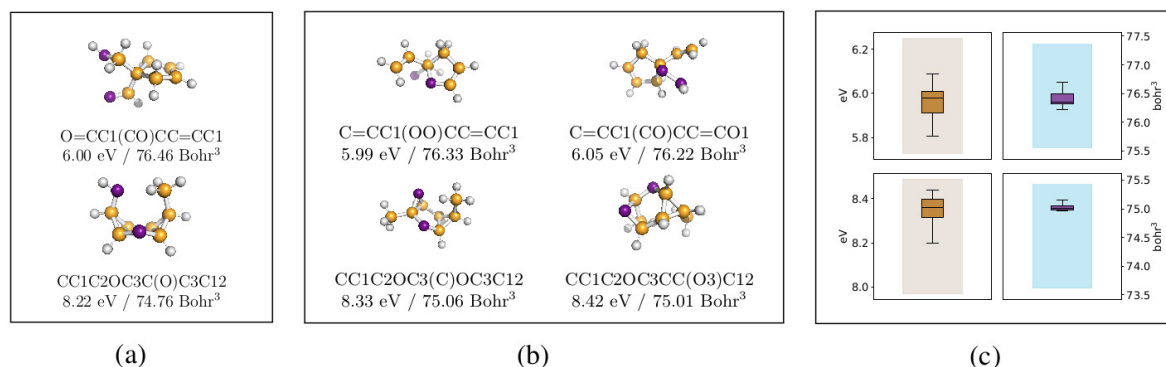 O=CC1(CO)CC=CC1
6.00 eV / 76.46 Bohr³
CC1C2OC3C(O)C3C12
8.22 eV / 74.76 Bohr³
(a)
C=CC1(OO)CC=CC1
5.99 eV / 76.33 Bohr³
C=CC1(CO)CC=CO1
6.05 eV / 76.22 Bohr³
CC1C2OC3(C)OC3C12
8.33 eV / 75.06 Bohr³
CC1C2OC3CC(O3)C12
8.42 eV / 75.01 Bohr³
(b)
6.2
6.0
5.8
eV
77.5
77.0
76.5
76.0
75.5
bohr³
8.4
8.2
8.0
eV
75.5
75.0
74.5
74.0
73.5
bohr³
(c)